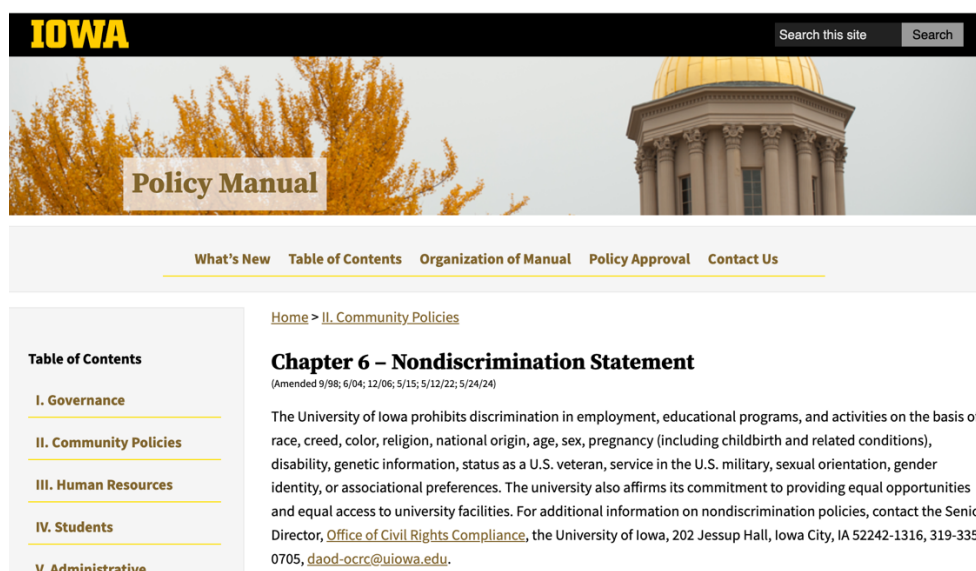 IOWA
Search this site
Search
Policy Manual
What's New Table of Contents Organization of Manual Policy Approval Contact Us
Home > II. Community Policies
Table of Contents
I. Governance
II. Community Policies
III. Human Resources
IV. Students
V. Administrative
Chapter 6 – Nondiscrimination Statement
(Amended 9/98; 6/04; 12/06; 5/15; 5/12/22; 5/24/24)
The University of Iowa prohibits discrimination in employment, educational programs, and activities on the basis of
race, creed, color, religion, national origin, age, sex, pregnancy (including childbirth and related conditions),
disability, genetic information, status as a U.S. veteran, service in the U.S. military, sexual orientation, gender
identity, or associational preferences. The university also affirms its commitment to providing equal opportunities
and equal access to university facilities. For additional information on nondiscrimination policies, contact the Senio
Director, Office of Civil Rights Compliance, the University of Iowa, 202 Jessup Hall, Iowa City, IA 52242-1316, 319-335
0705, daod-ocrc@uiowa.edu.